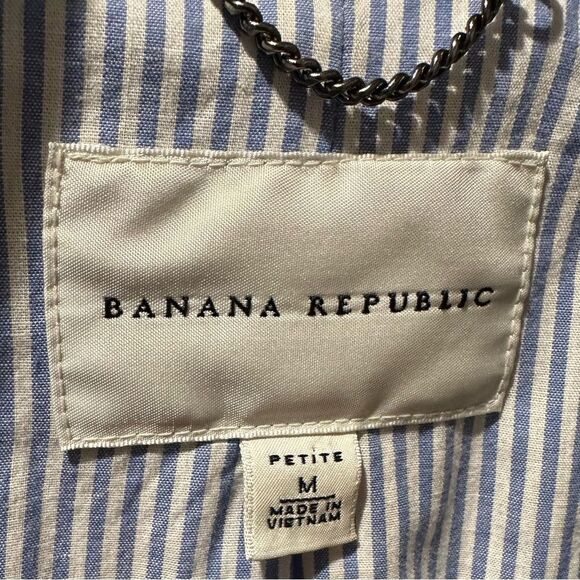 BANANA REPUBLIC
PETITE
M
MADE IN
VIETNAM